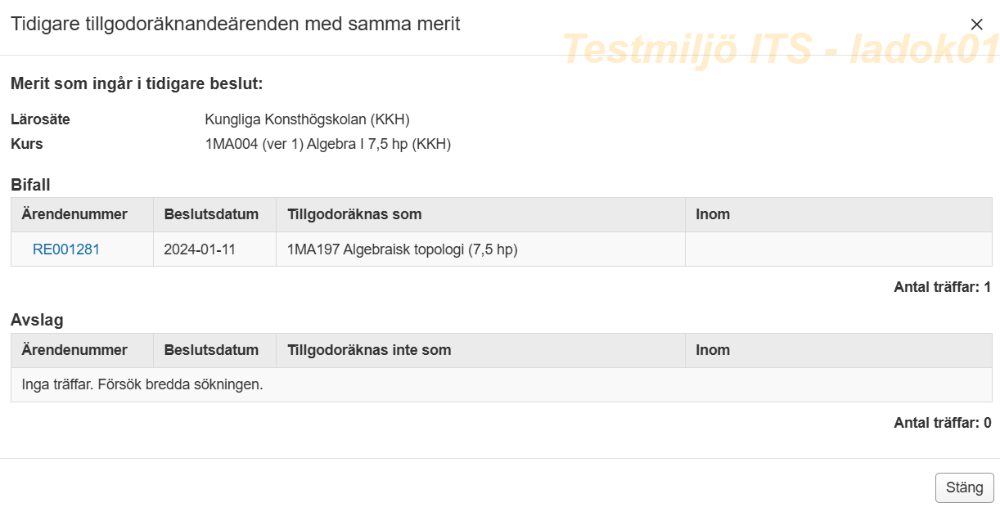 Tidigare tillgodoräknandeärenden med samma merit
Testmiljö ITS - ladok01
Merit som ingår i tidigare beslut:
Lärosäte Kungliga Konsthögskolan (KKH)
Kurs 1MA004 (ver 1) Algebra I 7,5 hp (KKH)
Bifall
Ärendenummer Beslutsdatum Tillgodoräknas som Inom
RE001281 2024-01-11 1MA197 Algebraisk topologi (7,5 hp)
Antal träffar: 1
Avslag
Ärendenummer Beslutsdatum Tillgodoräknas inte som Inom
Inga träffar. Försök bredda sökningen.
Antal träffar: 0
Stäng